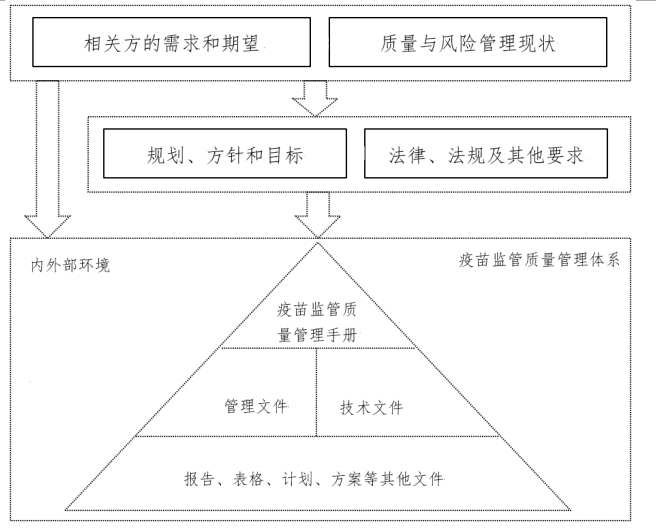 相关方的需求和期望
质量与风险管理现状
规划、方针和目标
法律、法规及其他要求
内外部环境
疫苗监管质量管理体系
疫苗监管质
量管理手册
管理文件
技术文件
报告、表格、计划、方案等其他文件